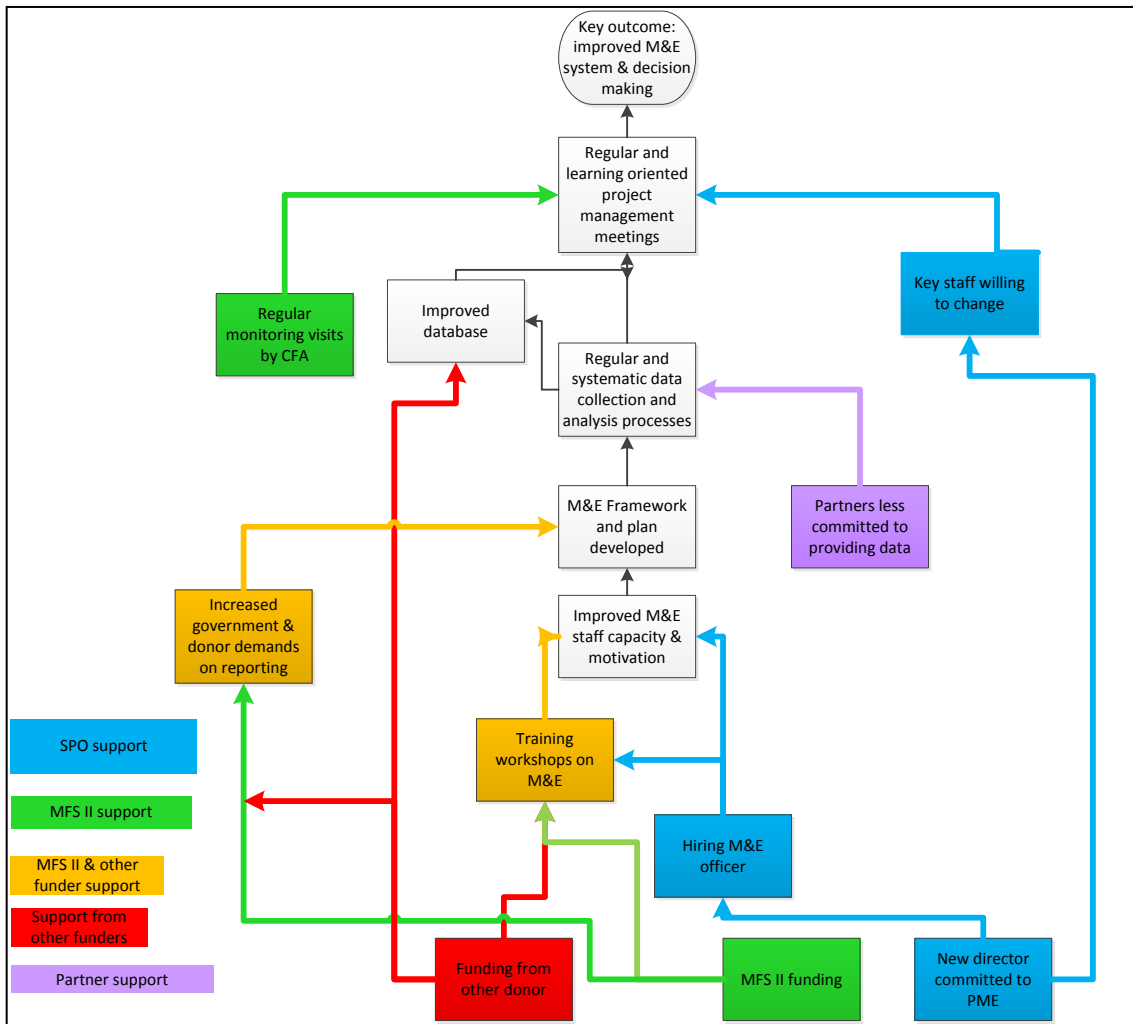 Key outcome:
improved M&E
system & decision
making
Regular and
learning oriented
project
management
meetings
Regular
monitoring visits
by CFA
Improved
database
Key staff willing
to change
Regular and
systematic data
collection and
analysis processes
M&E Framework
and plan
developed
Partners less
committed to
providing data
Increased
government &
donor demands
on reporting
Improved M&E
staff capacity &
motivation
Training
workshops on
M&E
Hiring M&E
officer
SPO support
MFS II support
MFS II & other
funder support
Support from
other funders
Partner support
Funding from
other donor
MFS II funding
New director
committed to
PME